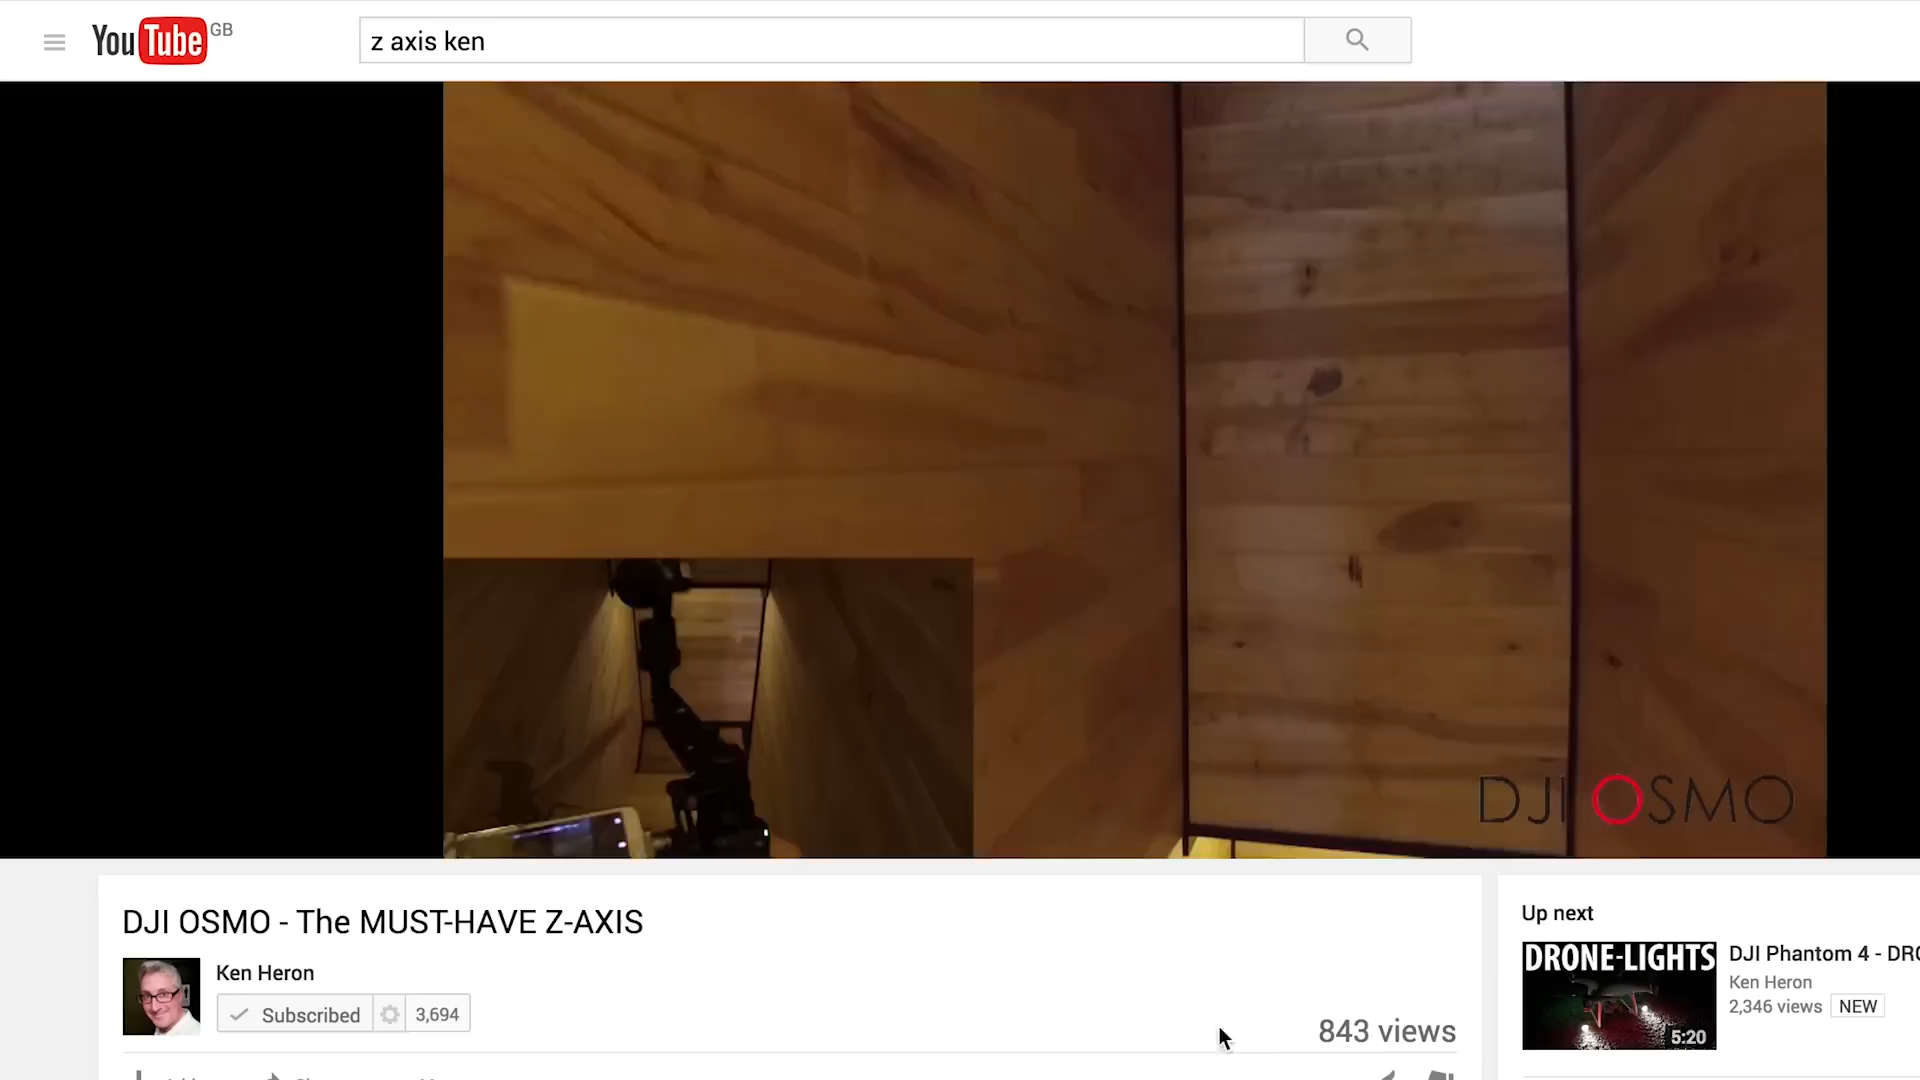 YouTube GB
z axis ken
DJI OSMO
DJI OSMO - The MUST-HAVE Z-AXIS
Ken Heron
Subscribed 3,694
843 views
Up next
DRONE-LIGHTS
5:20
DJI Phantom 4 - DRO
Ken Heron
2,346 views NEW